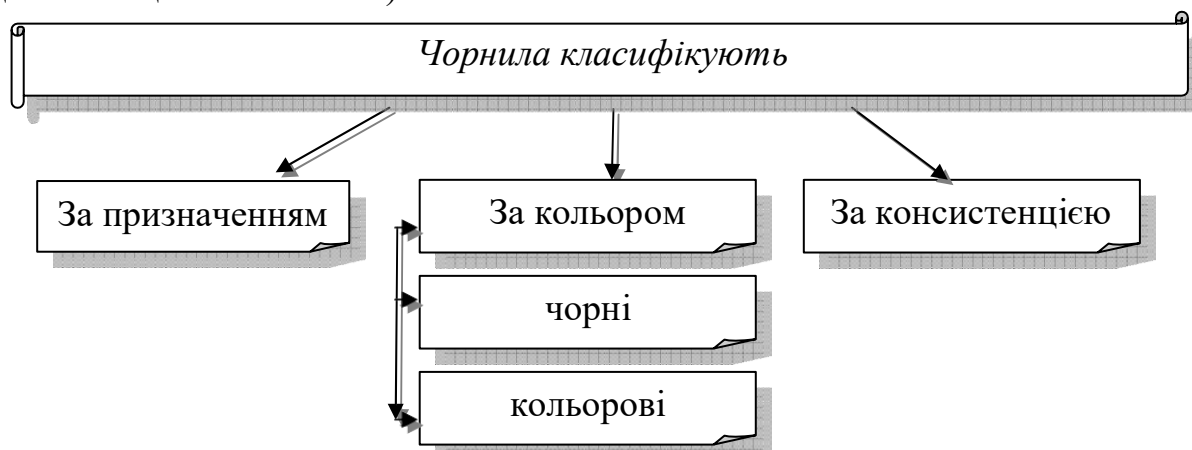 Чорнила класифікують
За призначенням
За кольором
За консистенцією
чорні
кольорові